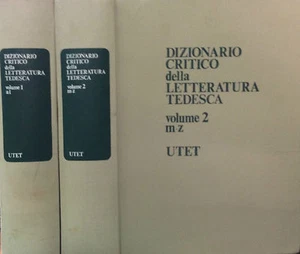 DIZIONARIO
CRITICO
della
LETTERATURA
TEDESCA
volume 1
a-l
UTET
DIZIONARIO
CRITICO
della
LETTERATURA
TEDESCA
volume 2
m-z
UTET
DIZIONARIO
CRITICO
della
LETTERATURA
TEDESCA
volume 2
m-z
UTET